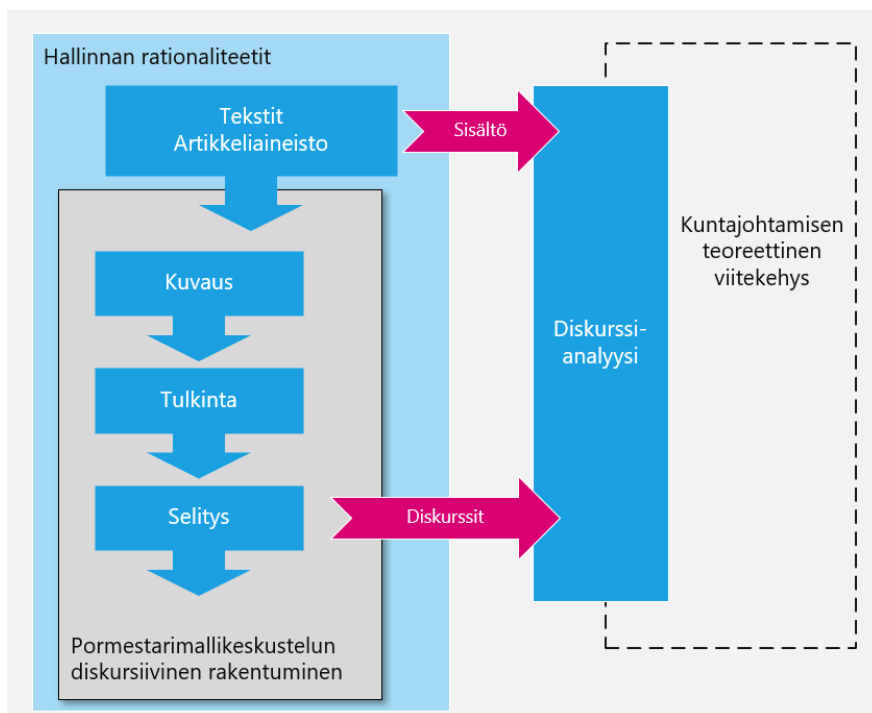 Hallinnan rationaliteetit
Tekstit
Artikkeliaineisto
Sisältö
Kuvaus
Tulkinta
Selitys
Diskurssit
Pormestarimallikeskustelun
diskursiivinen rakentuminen
Diskurssi-
analyysi
Kuntajohtamisen
teoreettinen
viitekehys